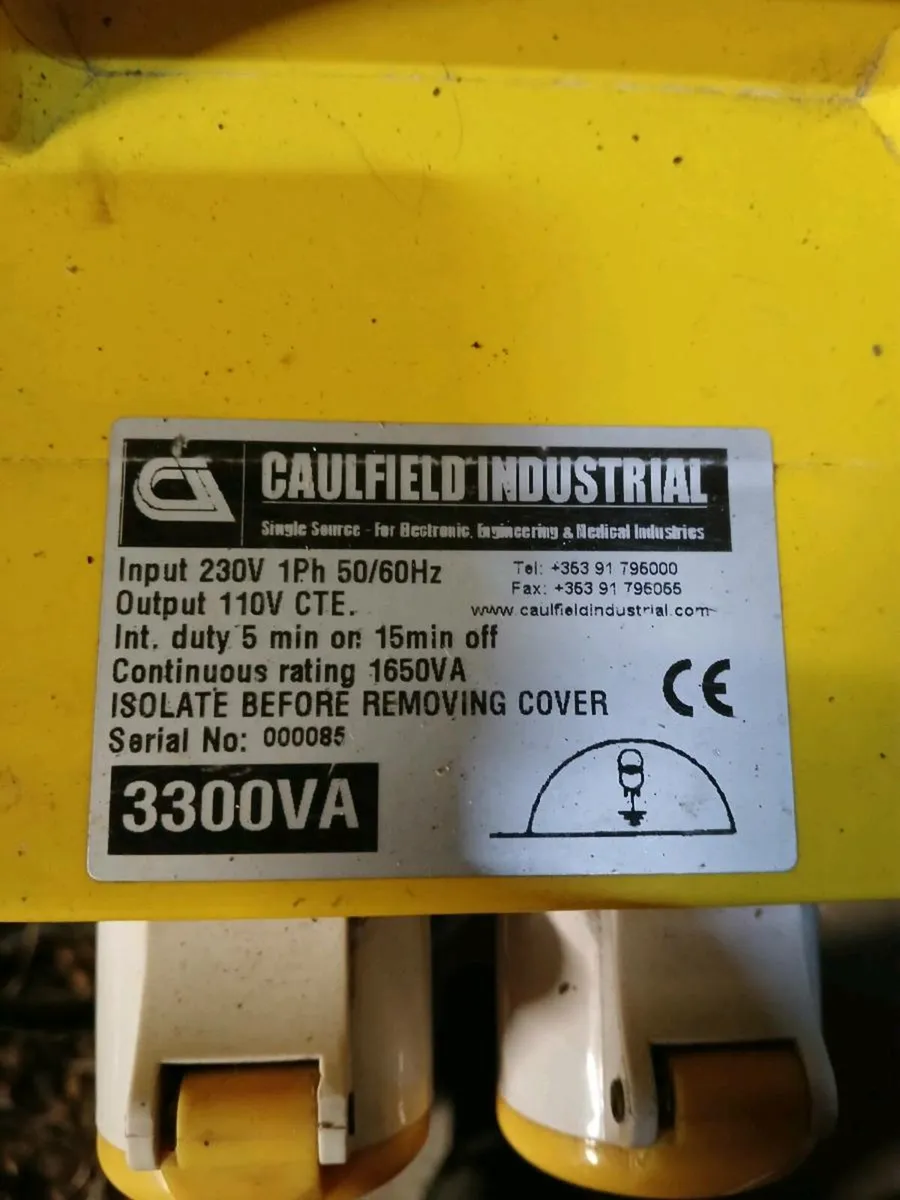 CAULFIELD INDUSTRIAL
Single Source - For Electronic, Engineering & Medical Industries
Input 230V 1Ph 50/60Hz
Tel: +353 91 795000
Output 110V CTE.
Fax: +353 91 795055
www.caulfieldindustrial.com
Int. duty 5 min on 15min off
Continuous rating 1650VA
ISOLATE BEFORE REMOVING COVER
CE
Serial No: 000085
3300VA